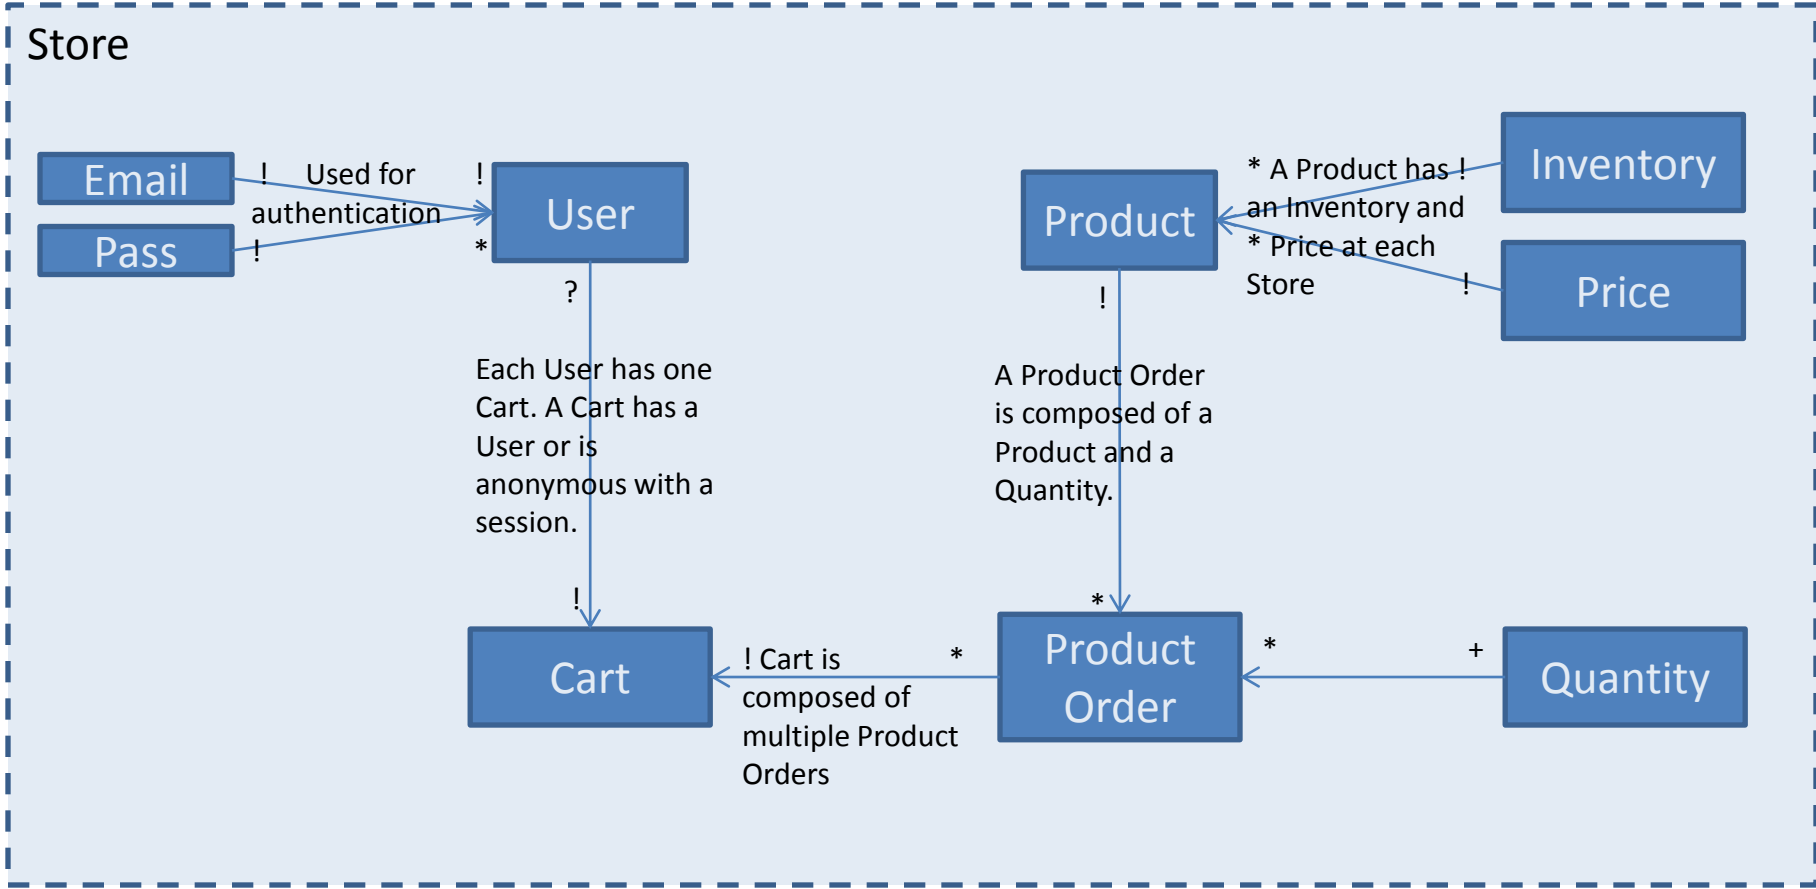 Store
Email
Pass
! Used for !
authentication
! *
User
Product
* A Product has !
an Inventory and
* Price at each
Store !
Inventory
Price
?
Each User has one
Cart. A Cart has a
User or is
anonymous with a
session.
!
!
A Product Order
is composed of a
Product and a
Quantity.
*
Cart
! Cart is *
composed of
multiple Product
Orders
Product
Order
* +
Quantity